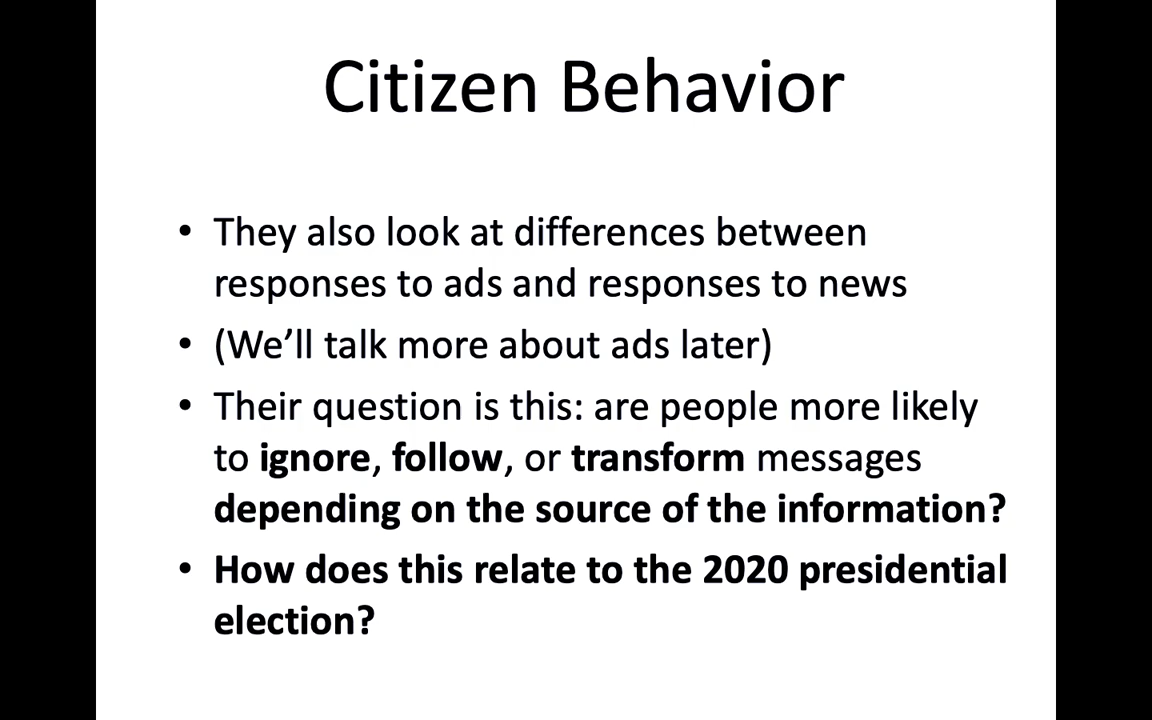 Citizen Behavior
• They also look at differences between
responses to ads and responses to news
• (We’ll talk more about ads later)
• Their question is this: are people more likely
to ignore, follow, or transform messages
depending on the source of the information?
• How does this relate to the 2020 presidential
election?